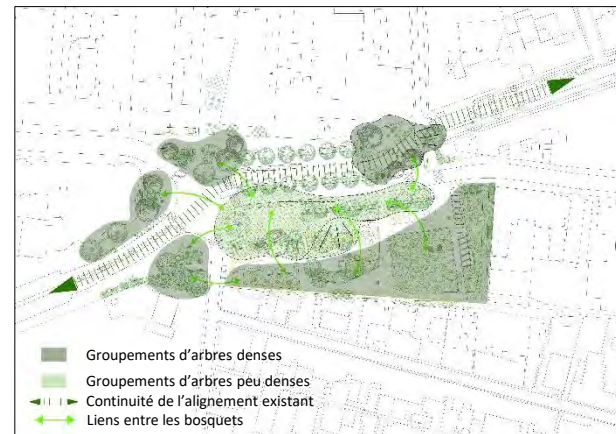 Groupements d’arbres denses
Groupements d’arbres peu denses
Continuité de l’alignement existant
Liens entre les bosquets